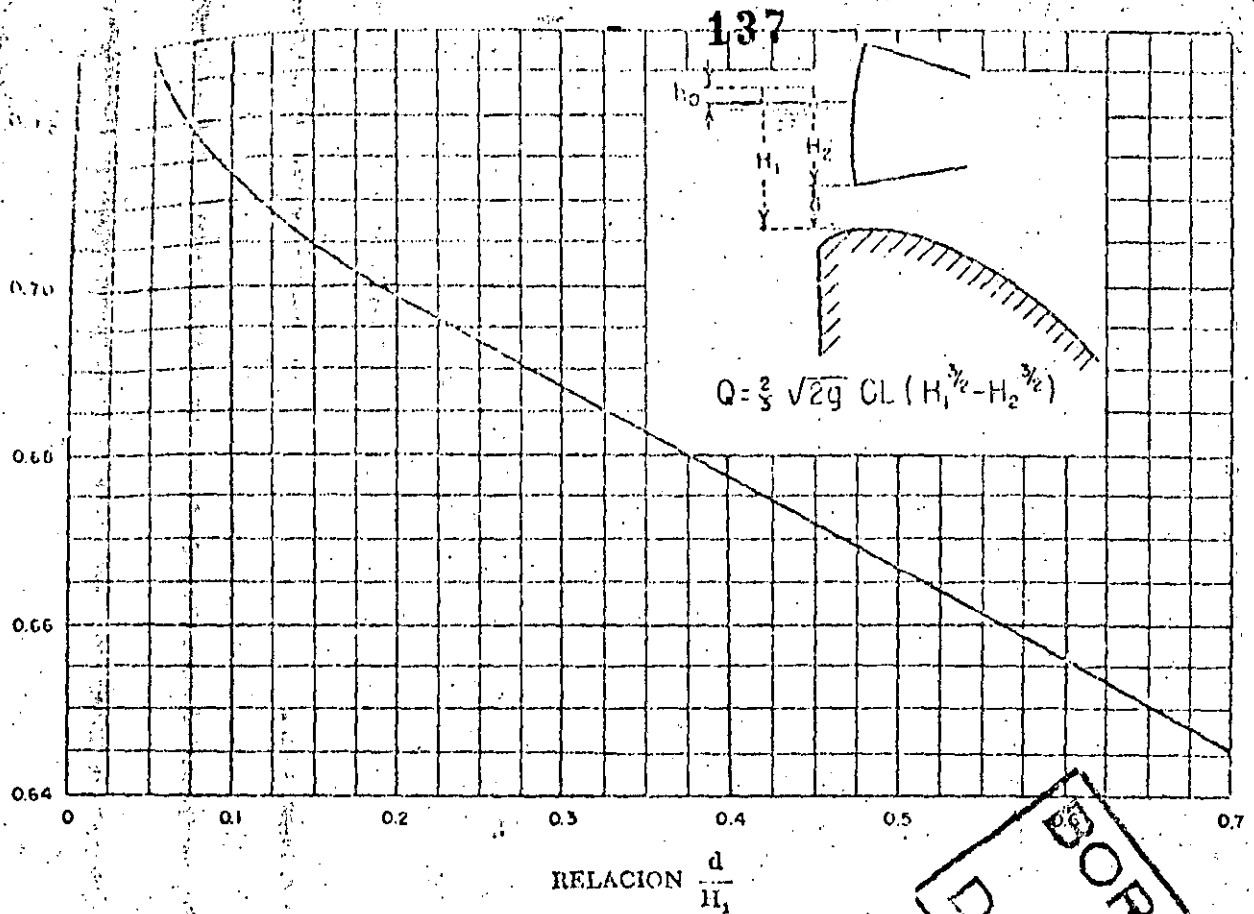 137
h₀
H₁
H₂
d
Q = ⅔ √2g CL (H₁^3/2 - H₂^3/2)
0.70
0.68
0.66
0.64
0 0.1 0.2 0.3 0.4 0.5 0.6 0.7
RELACION d/H₁